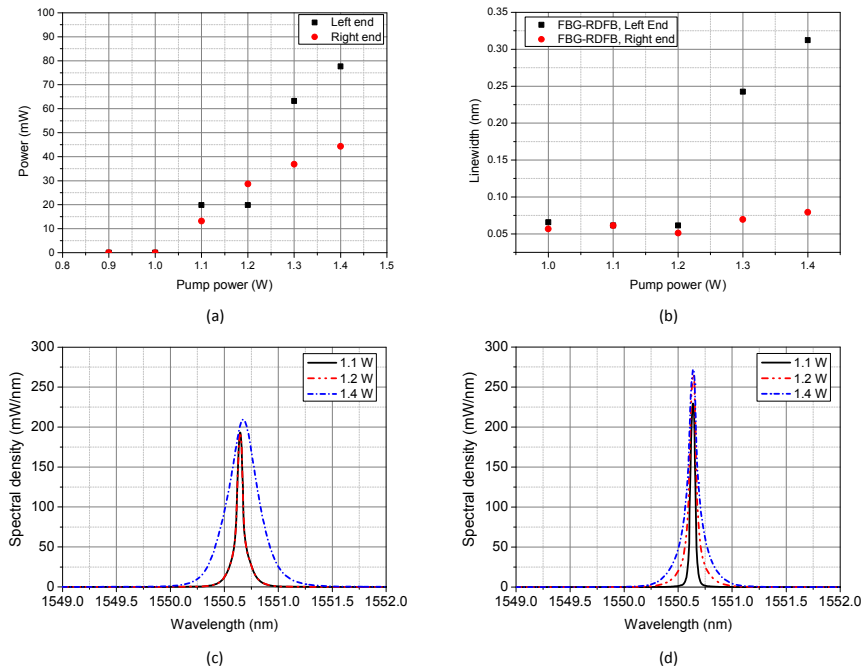 100
90
80
70
60
50
40
30
20
10
0
Power (mW)
Left end
Right end
0.8 0.9 1.0 1.1 1.2 1.3 1.4 1.5
Pump power (W)
(a)
0.35
0.30
0.25
0.20
0.15
0.10
0.05
Linewidth (nm)
FBG-RDFB, Left End
FBG-RDFB, Right end
1.0 1.1 1.2 1.3 1.4
Pump power (W)
(b)
300
250
200
150
100
50
0
Spectral density (mW/nm)
1.1 W
1.2 W
1.4 W
1549.0 1549.5 1550.0 1550.5 1551.0 1551.5 1552.0
Wavelength (nm)
(c)
300
250
200
150
100
50
0
Spectral density (mW/nm)
1.1 W
1.2 W
1.4 W
1549.0 1549.5 1550.0 1550.5 1551.0 1551.5 1552.0
Wavelength (nm)
(d)